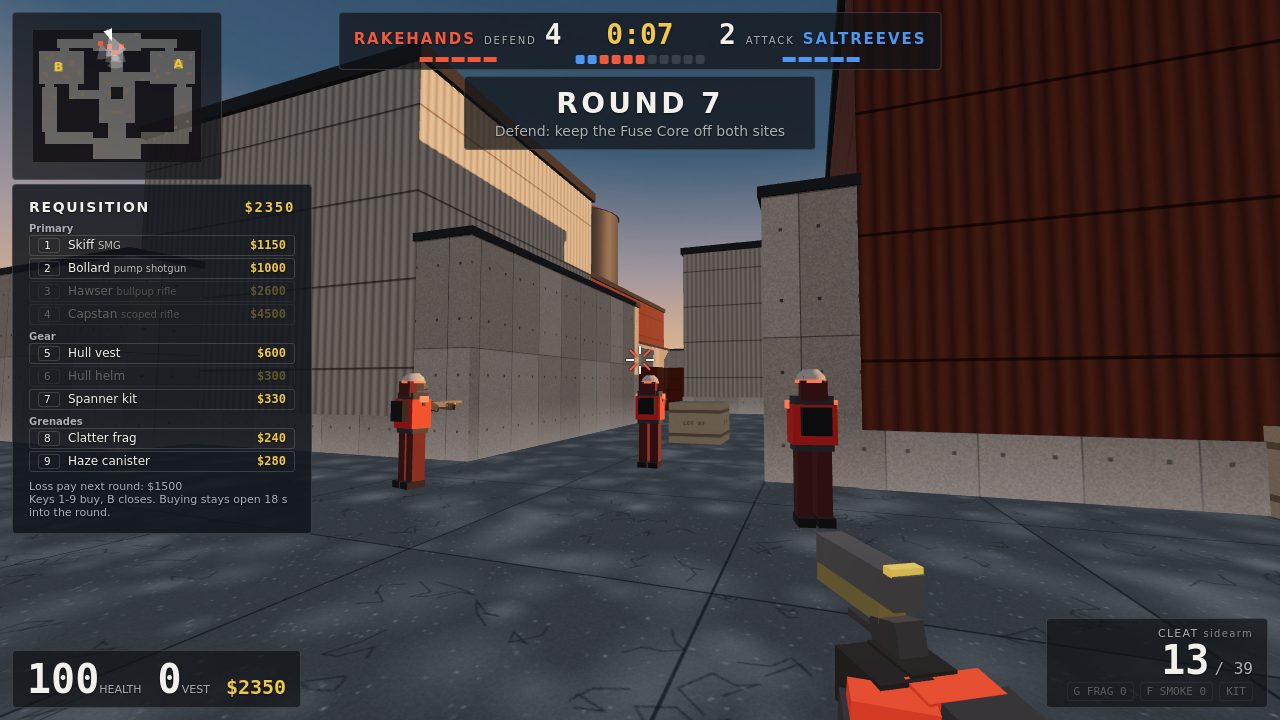 RAKEHANDS DEFEND 4 0:07 2 ATTACK SALTREEVES
ROUND 7
Defend: keep the Fuse Core off both sites
B A
REQUISITION $2350
Primary
1 Skiff SMG $1150
2 Bollard pump shotgun $1000
3 Hawser bullpup rifle $2600
4 Capstan scoped rifle $4500
Gear
5 Hull vest $600
6 Hull helm $300
7 Spanner kit $330
Grenades
8 Clatter frag $240
9 Haze canister $280
Loss pay next round: $1500
Keys 1-9 buy, B closes. Buying stays open 18 s
into the round.
100 HEALTH 0 VEST $2350
CLEAT sidearm
13 / 39
G FRAG 0 F SMOKE 0 KIT